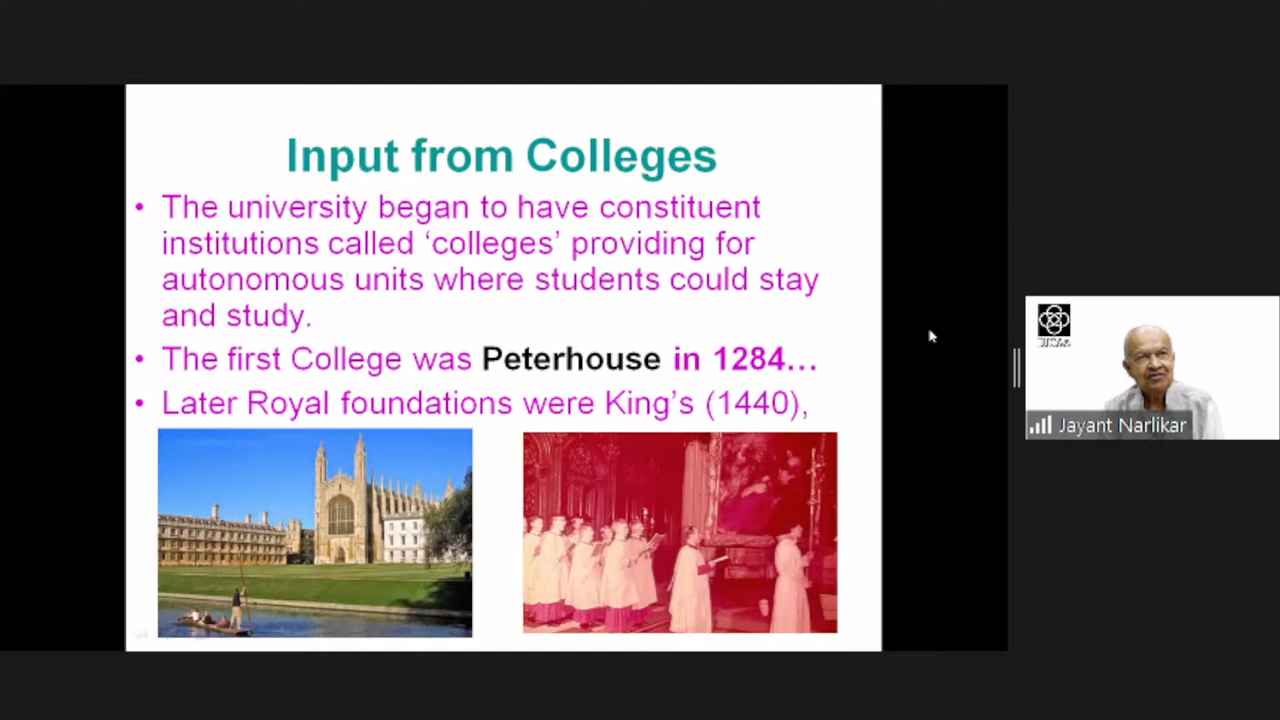 Input from Colleges
• The university began to have constituent
institutions called ‘colleges’ providing for
autonomous units where students could stay
and study.
• The first College was Peterhouse in 1284…
• Later Royal foundations were King’s (1440),
Jayant Narlikar